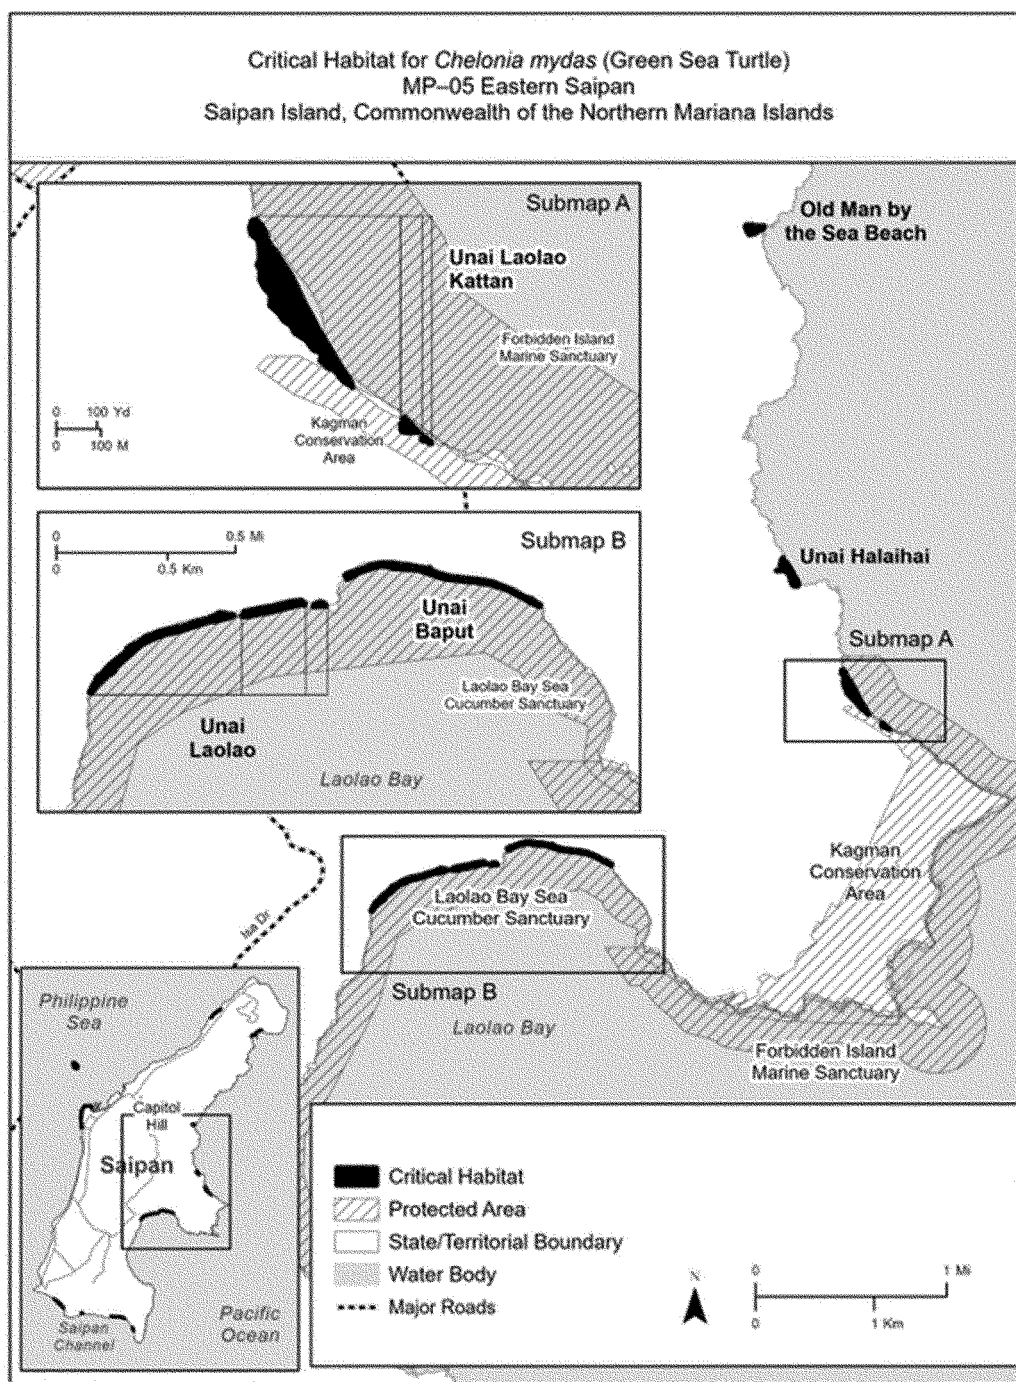 Critical Habitat for Chelonia mydas (Green Sea Turtle)
MP–05 Eastern Saipan
Saipan Island, Commonwealth of the Northern Mariana Islands
Submap A
Unai Laolao
Kattan
Forbidden Island
Marine Sanctuary
Kagman
Conservation
Area
0 100 Yd
0 100 M
Old Man by
the Sea Beach
Submap B
0 0.5 Mi
0 0.5 Km
Unai
Baput
Laolao Bay Sea
Cucumber Sanctuary
Unai
Laolao
Laolao Bay
Unai Halaihai
Submap A
Kagman
Conservation
Area
Laolao Bay Sea
Cucumber Sanctuary
Submap B
Laolao Bay
Forbidden Island
Marine Sanctuary
Isa Dr
Philippine
Sea
Capitol
Hill
Saipan
Pacific
Ocean
Saipan
Channel
Critical Habitat
Protected Area
State/Territorial Boundary
Water Body
Major Roads
N
0 1 Mi
0 1 Km